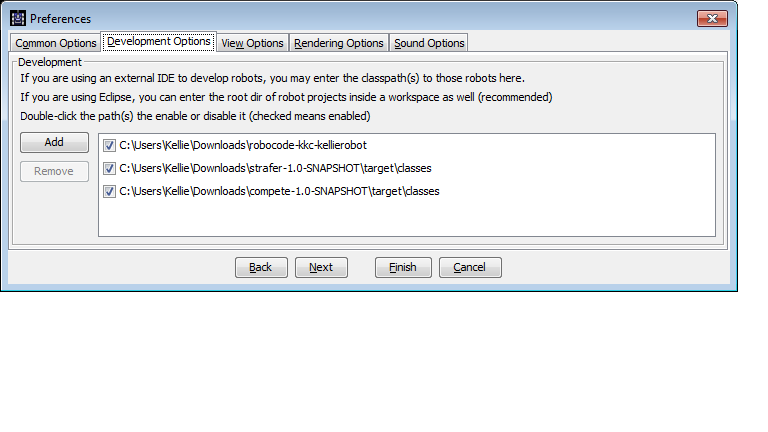 Preferences
Common Options Development Options View Options Rendering Options Sound Options
Development
If you are using an external IDE to develop robots, you may enter the classpath(s) to those robots here.
If you are using Eclipse, you can enter the root dir of robot projects inside a workspace as well (recommended)
Double-click the path(s) the enable or disable it (checked means enabled)
Add
Remove
C:\Users\Kellie\Downloads\robocode-kkc-kellierobot
C:\Users\Kellie\Downloads\strafer-1.0-SNAPSHOT\target\classes
C:\Users\Kellie\Downloads\compete-1.0-SNAPSHOT\target\classes
Back Next Finish Cancel